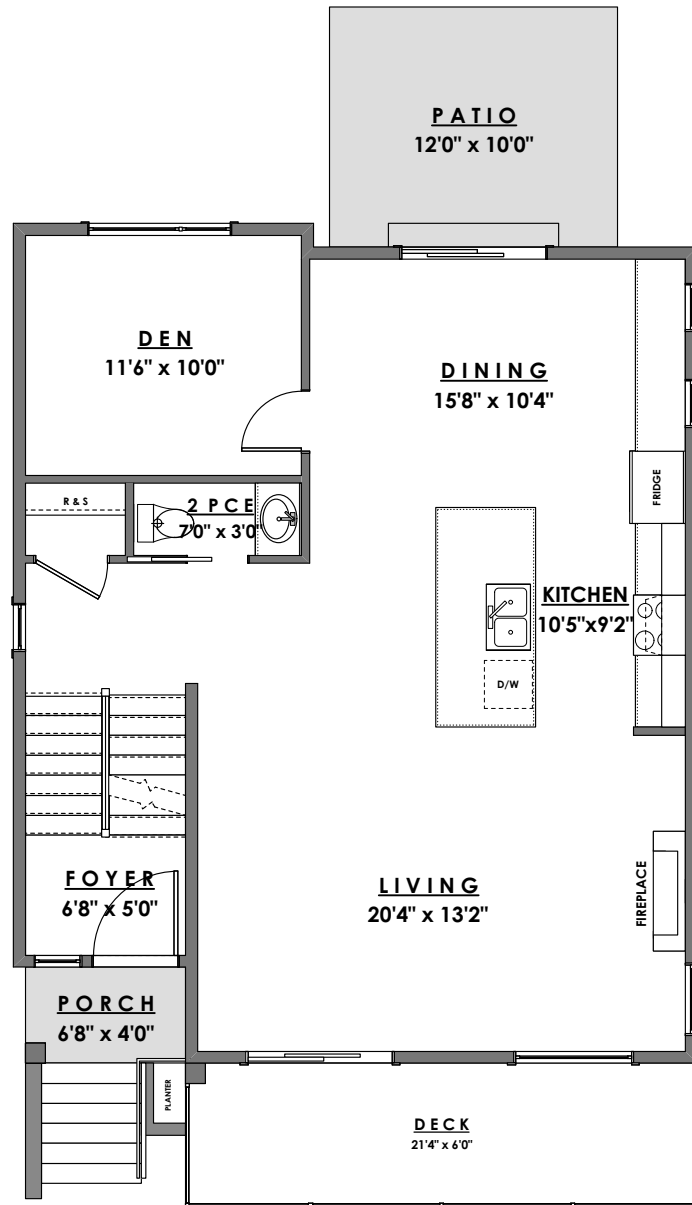 PATIO
12'0" x 10'0"
DEN
11'6" x 10'0"
DINING
15'8" x 10'4"
R & S
2 PCE
7'0" x 3'0"
FRIDGE
KITCHEN
10'5"x9'2"
D/W
FOYER
6'8" x 5'0"
LIVING
20'4" x 13'2"
FIREPLACE
PORCH
6'8" x 4'0"
PLANTER
DECK
21'4" x 6'0"